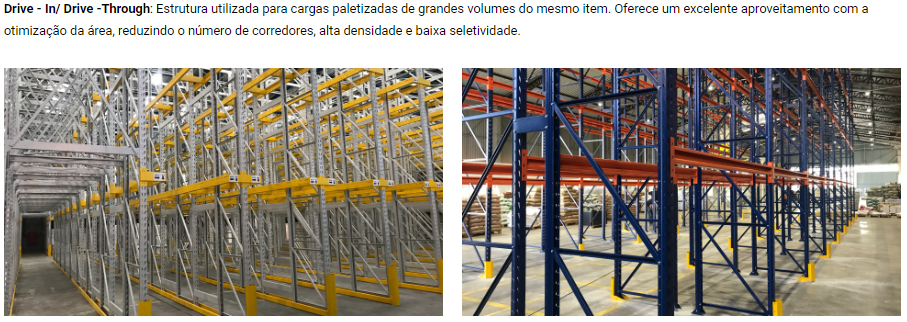 Drive - In/ Drive -Through: Estrutura utilizada para cargas paletizadas de grandes volumes do mesmo item. Oferece um excelente aproveitamento com a
otimização da área, reduzindo o número de corredores, alta densidade e baixa seletividade.